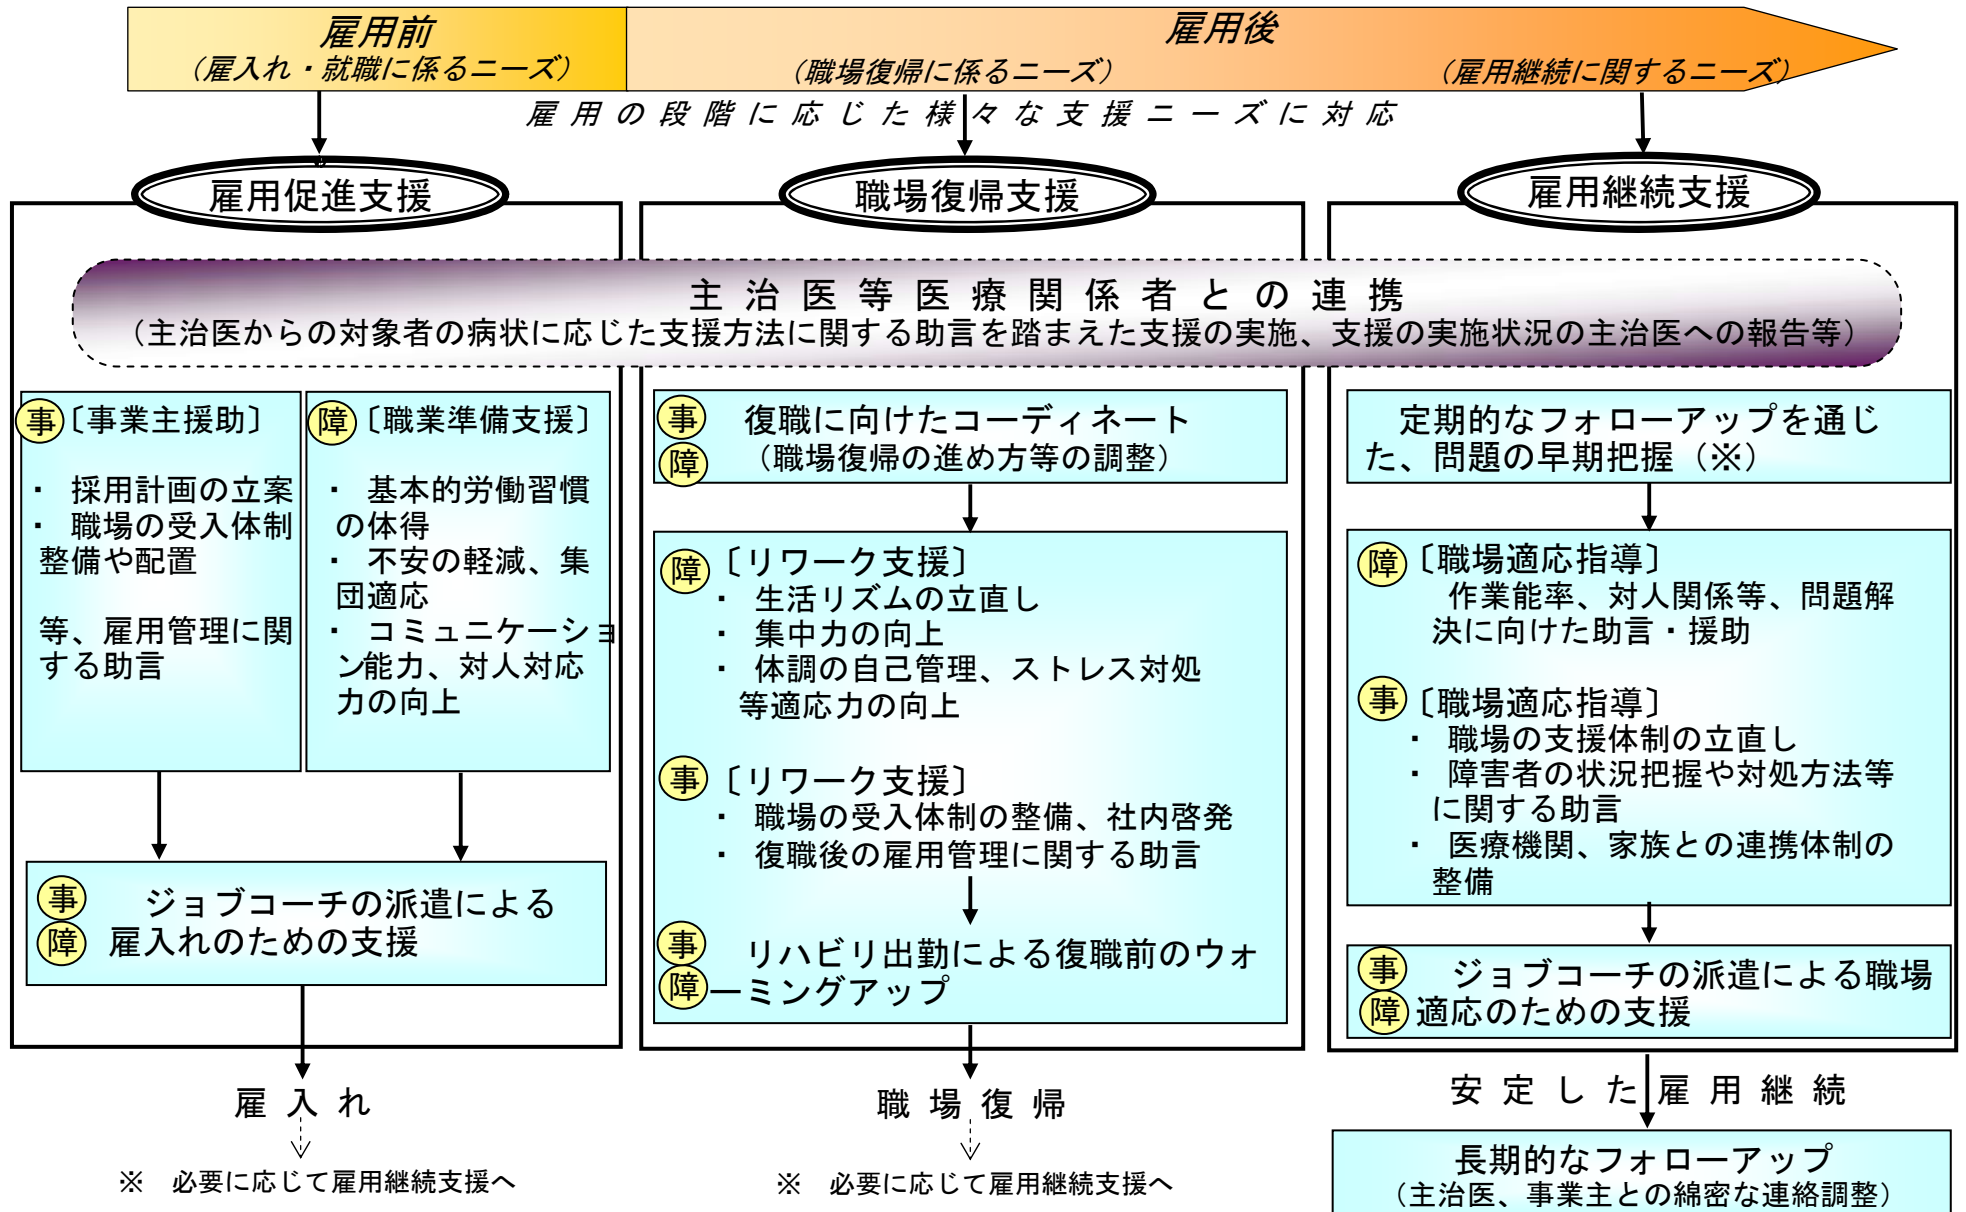 雇用前
（雇入れ・就職に係るニーズ）
雇用後
（職場復帰に係るニーズ）
（雇用継続に関するニーズ）
雇用の段階に応じた様々な支援ニーズに対応
雇用促進支援
職場復帰支援
雇用継続支援
主治医等医療関係者との連携
（主治医からの対象者の病状に応じた支援方法に関する助言を踏まえた支援の実施、支援の実施状況の主治医への報告等）
事
〔事業主援助〕
・ 採用計画の立案
・ 職場の受入体制
整備や配置
等、雇用管理に関
する助言
障
〔職業準備支援〕
・ 基本的労働習慣
の体得
・ 不安の軽減、集
団適応
・ コミュニケーショ
ン能力、対人対応
力の向上
事
障
ジョブコーチの派遣による
雇入れのための支援
雇入れ
※ 必要に応じて雇用継続支援へ
事
障
復職に向けたコーディネート
（職場復帰の進め方等の調整）
障
〔リワーク支援〕
・ 生活リズムの立直し
・ 集中力の向上
・ 体調の自己管理、ストレス対処
等適応力の向上
事
〔リワーク支援〕
・ 職場の受入体制の整備、社内啓発
・ 復職後の雇用管理に関する助言
事
障
リハビリ出勤による復職前のウォ
ーミングアップ
職場復帰
※ 必要に応じて雇用継続支援へ
定期的なフォローアップを通じ
た、問題の早期把握（※）
障
〔職場適応指導〕
作業能率、対人関係等、問題解
決に向けた助言・援助
事
〔職場適応指導〕
・ 職場の支援体制の立直し
・ 障害者の状況把握や対処方法等
に関する助言
・ 医療機関、家族との連携体制の
整備
事
障
ジョブコーチの派遣による職場
適応のための支援
安定した雇用継続
長期的なフォローアップ
（主治医、事業主との綿密な連絡調整）